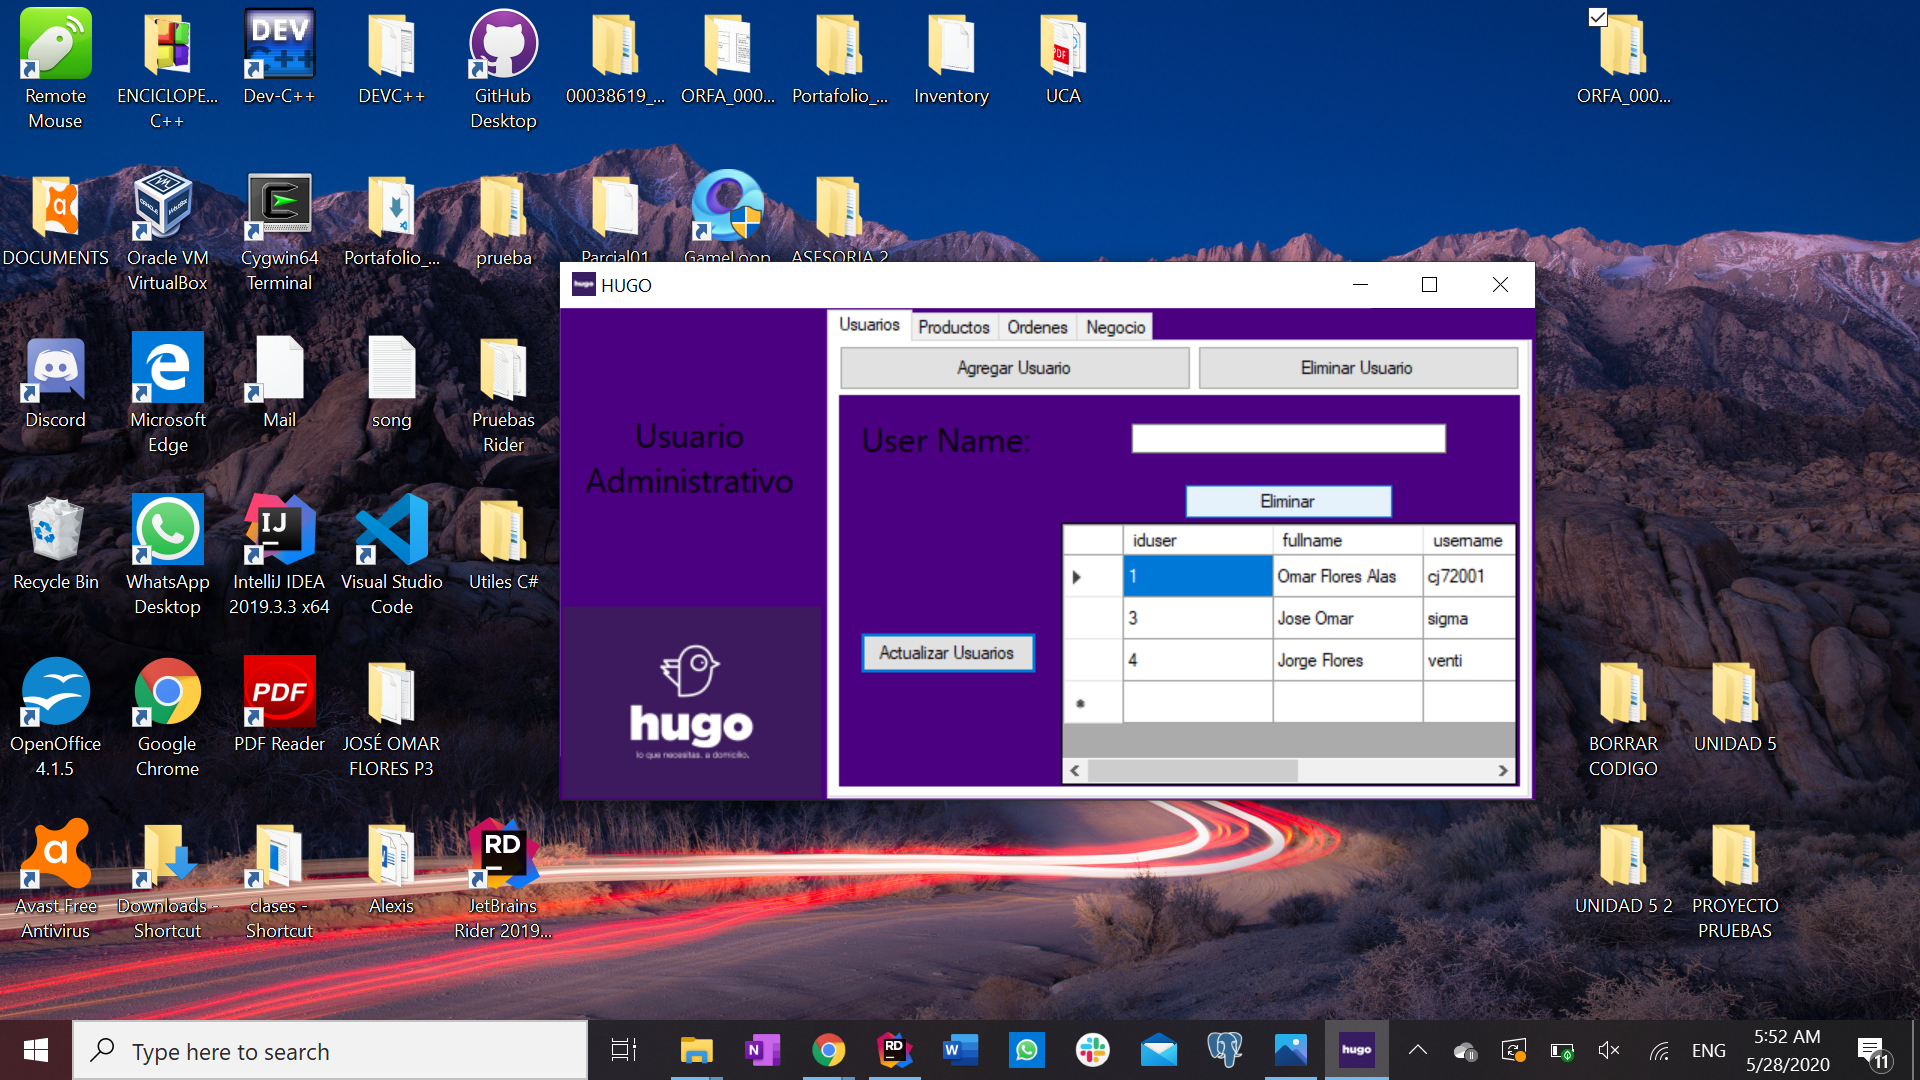 Remote
Mouse
ENCICLOPE...
C++
DEV
C++
Dev-C++
DEVC++
GitHub
Desktop
00038619_...
ORFA_000...
Portafolio_...
Inventory
PDF
UCA
ORFA_000...
DOCUMENTS
Oracle VM
VirtualBox
Cygwin64
Terminal
Portafolio_...
prueba
Parcial01
GameLoop
ASESORIA 2
Discord
Microsoft
Edge
Mail
song
Pruebas
Rider
Recycle Bin
WhatsApp
Desktop
IJ
IntelliJ IDEA
2019.3.3 x64
Visual Studio
Code
Utiles C#
OpenOffice
4.1.5
Google
Chrome
PDF
PDF Reader
JOSÉ OMAR
FLORES P3
Avast Free
Antivirus
Downloads -
Shortcut
clases -
Shortcut
Alexis
RD
JetBrains
Rider 2019...
BORRAR
CODIGO
UNIDAD 5
UNIDAD 5 2
PROYECTO
PRUEBAS
hugo
HUGO
Usuario
Administrativo
hugo
lo que necesitas. a domicilio.
Usuarios
Productos
Ordenes
Negocio
Agregar Usuario
Eliminar Usuario
User Name:
Eliminar
Actualizar Usuarios
iduser fullname username
1 Omar Flores Alas cj72001
3 Jose Omar sigma
4 Jorge Flores venti
Type here to search
N
RD
W
hugo
ENG
5:52 AM
5/28/2020
11